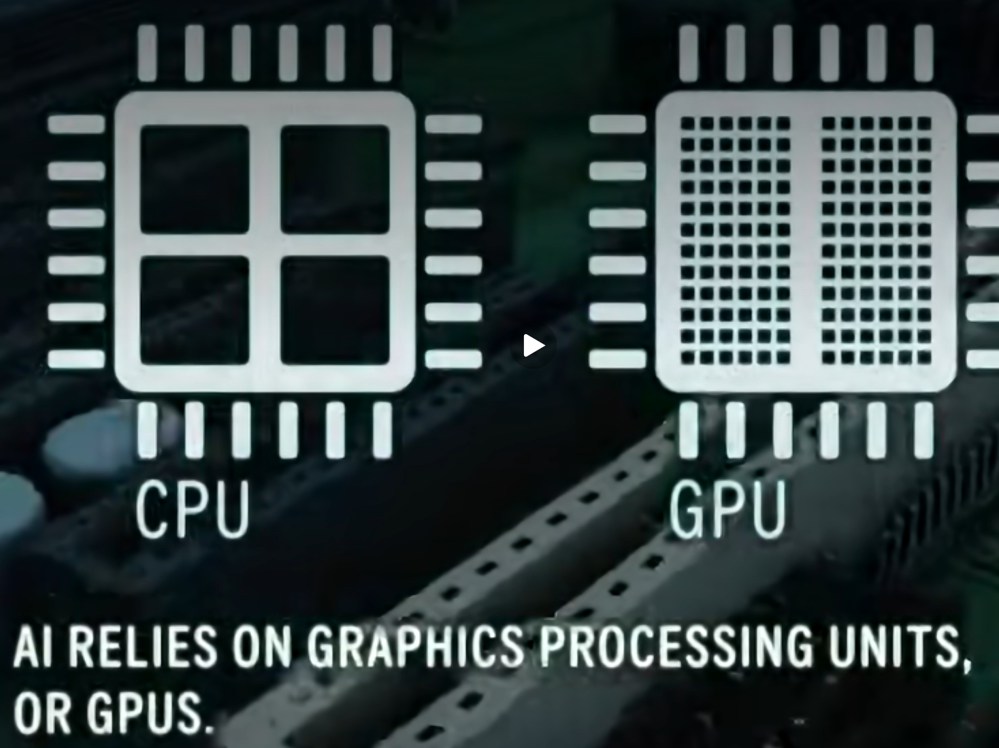 CPU
GPU
AI RELIES ON GRAPHICS PROCESSING UNITS,
OR GPUS.